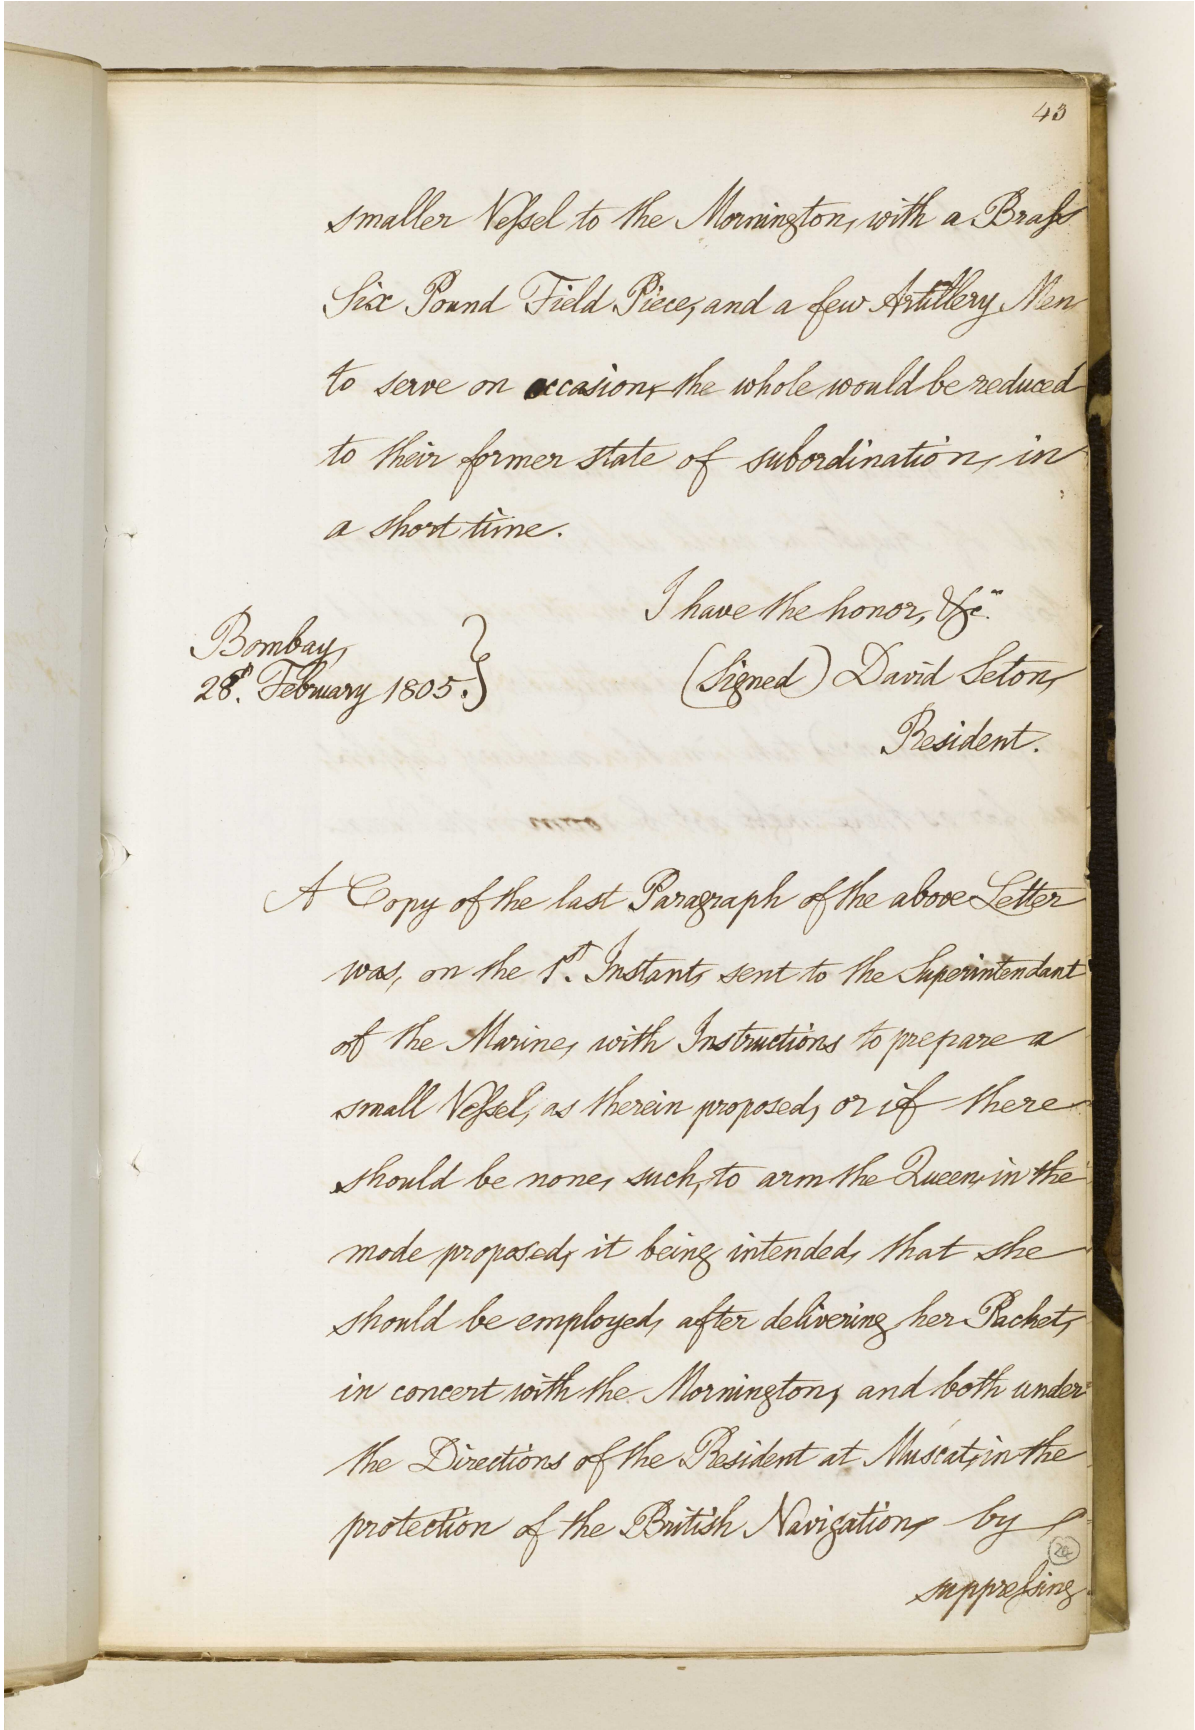 43
smaller Vessel to the Mornington, with a Brass
Six Pound Field Piece, and a few Artillery Men
to serve on occasion, the whole would be reduced
to their former state of subordination, in
a short time.
I have the honor, &c.
Bombay,
28th. February 1805.}
(Signed) David Seton,
Resident.
A Copy of the last Paragraph of the above Letter
was, on the 1st. Instant, sent to the Superintendant
of the Marine, with Instructions to prepare a
small Vessel, as therein proposed, or if there
should be none, such, to arm the Queen, in the
mode proposed, it being intended, that she
should be employed, after delivering her Packet,
in concert with the Mornington, and both under
the Directions of the Resident at Muscat, in the
protection of the British Navigation, by
suppressing